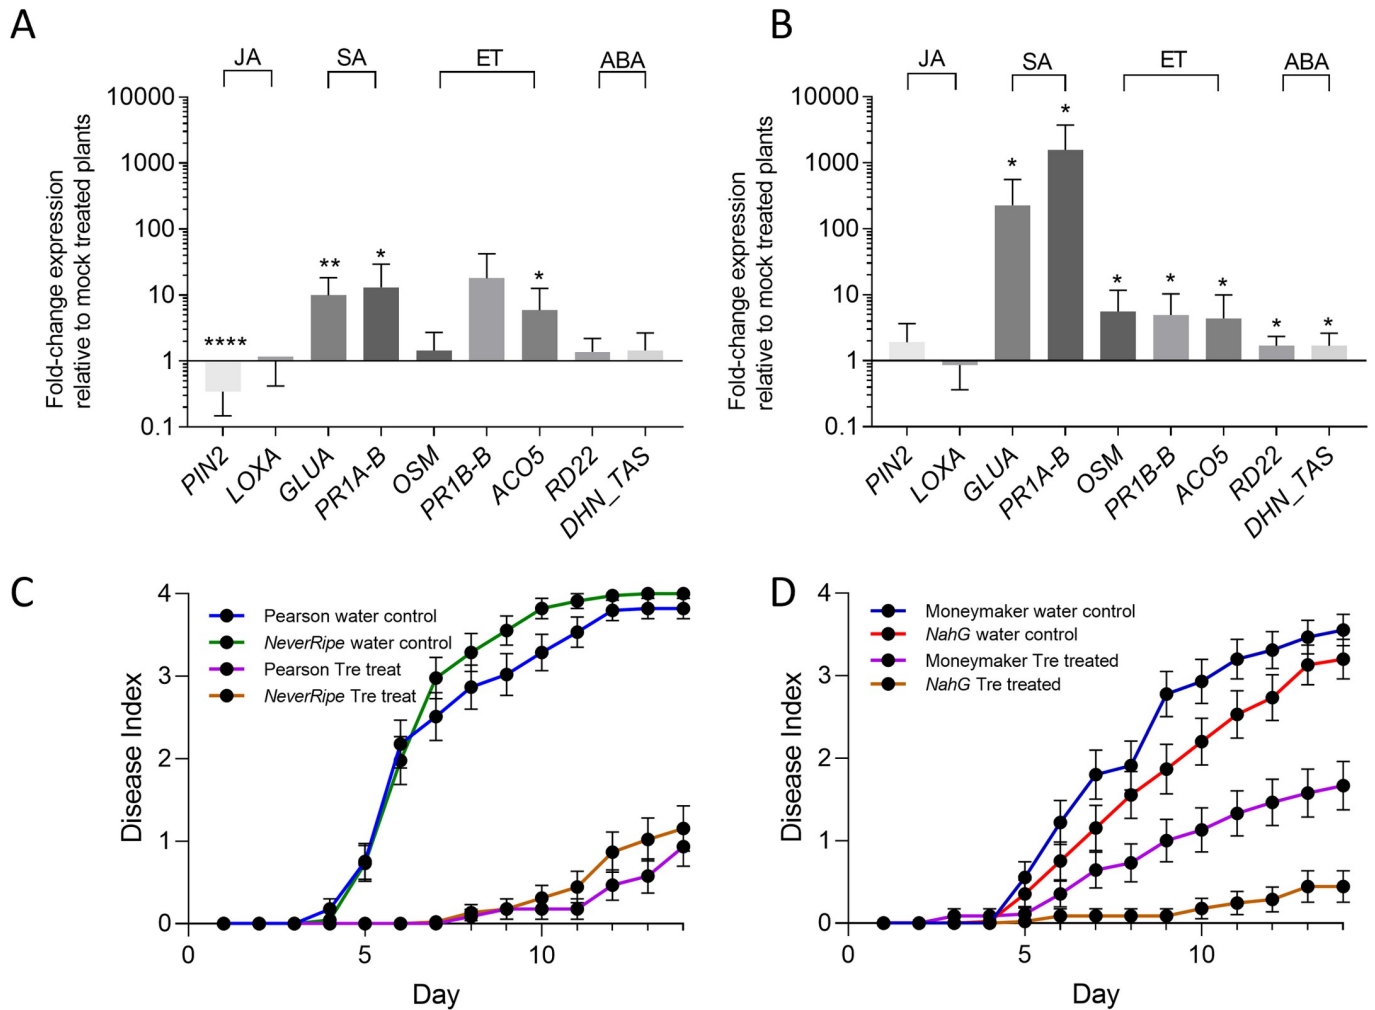 A
JA SA ET ABA
Fold-change expression
relative to mock treated plants
10000
1000
100
10
1
0.1
****
**
*
*
PIN2 LOXA GLUA PR1A-B OSM PR1B-B ACO5 RD22 DHN_TAS
B
JA SA ET ABA
Fold-change expression
relative to mock treated plants
10000
1000
100
10
1
0.1
*
*
*
*
*
*
*
PIN2 LOXA GLUA PR1A-B OSM PR1B-B ACO5 RD22 DHN_TAS
C
Disease Index
4
3
2
1
0
Pearson water control
NeverRipe water control
Pearson Tre treat
NeverRipe Tre treat
0 5 10
Day
D
Disease Index
4
3
2
1
0
Moneymaker water control
NahG water control
Moneymaker Tre treated
NahG Tre treated
0 5 10
Day